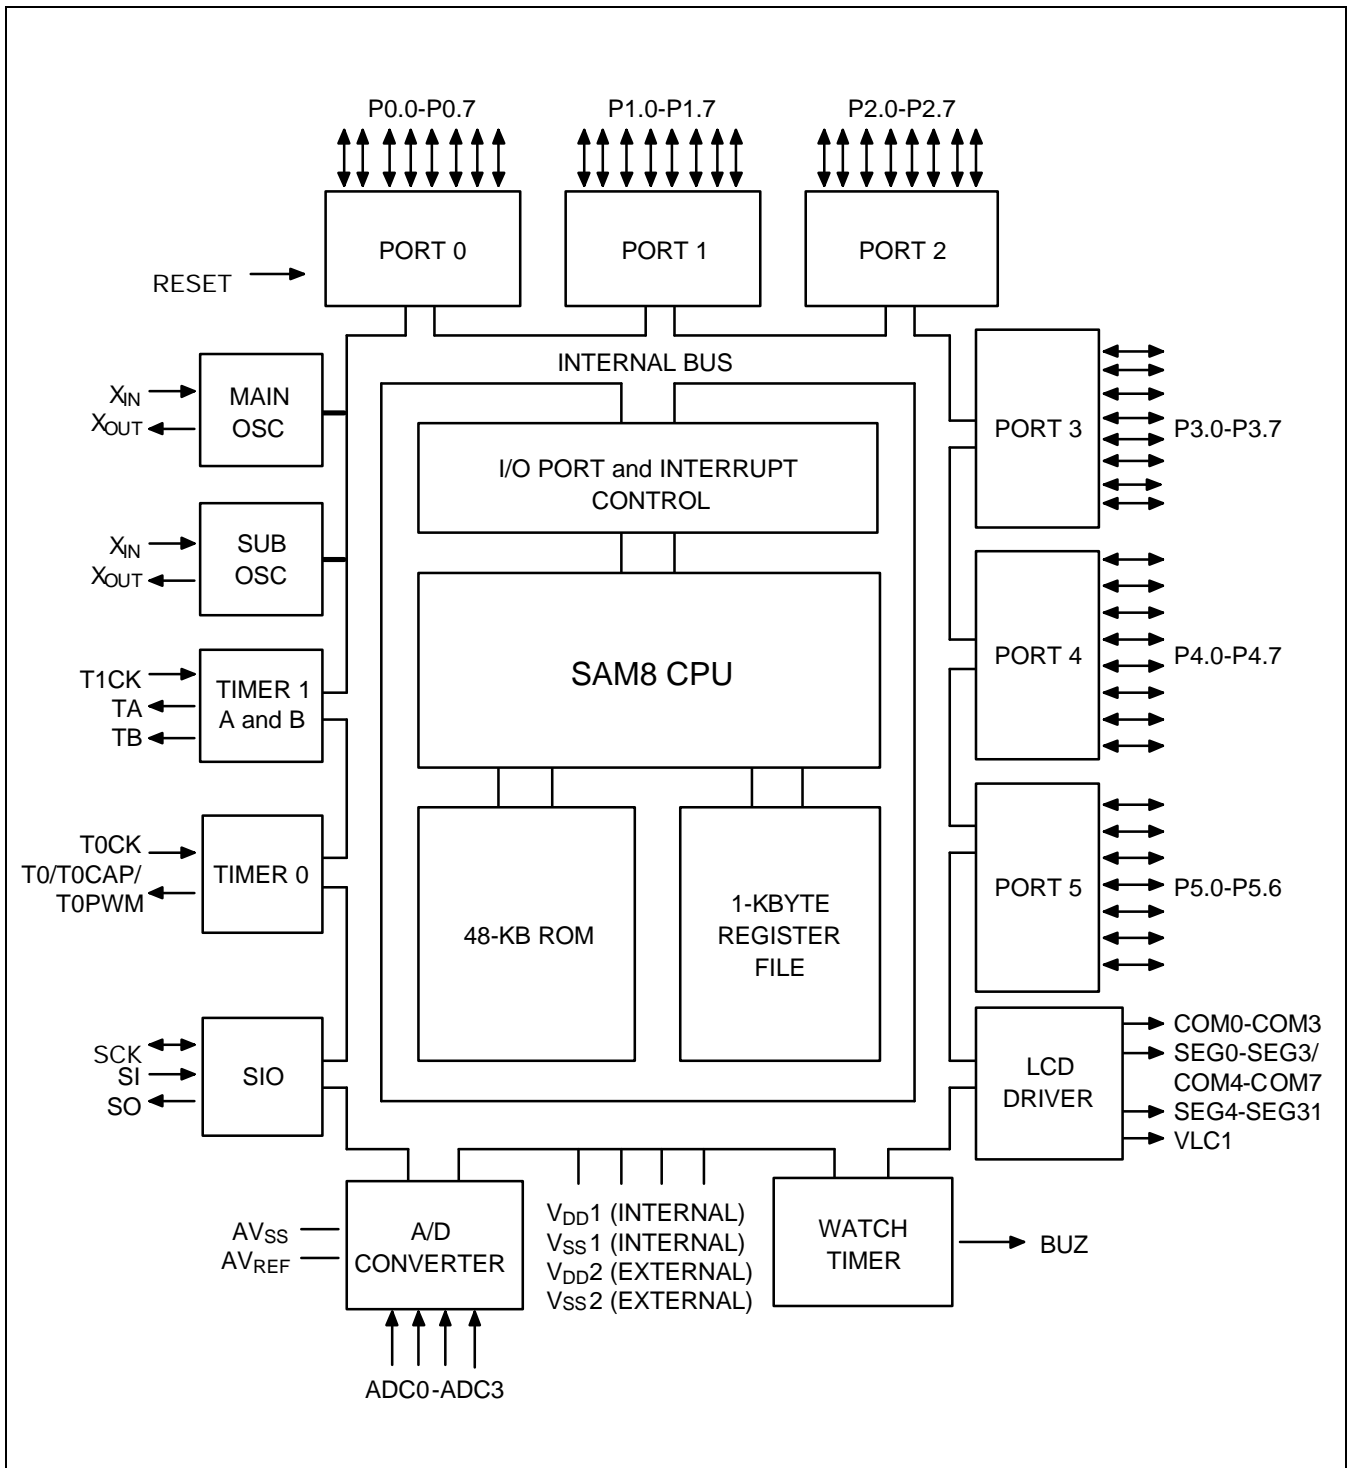 P0.0-P0.7
P1.0-P1.7
P2.0-P2.7
PORT 0
PORT 1
PORT 2
RESET
INTERNAL BUS
XIN
XOUT
MAIN
OSC
I/O PORT and INTERRUPT
CONTROL
PORT 3
P3.0-P3.7
XIN
XOUT
SUB
OSC
SAM8 CPU
PORT 4
P4.0-P4.7
T1CK
TA
TB
TIMER 1
A and B
T0CK
T0/T0CAP/
T0PWM
TIMER 0
48-KB ROM
1-KBYTE
REGISTER
FILE
PORT 5
P5.0-P5.6
SCK
SI
SO
SIO
LCD
DRIVER
COM0-COM3
SEG0-SEG3/
COM4-COM7
SEG4-SEG31
VLC1
AVSS
AVREF
A/D
CONVERTER
VDD1 (INTERNAL)
VSS1 (INTERNAL)
VDD2 (EXTERNAL)
VSS2 (EXTERNAL)
WATCH
TIMER
BUZ
ADC0-ADC3